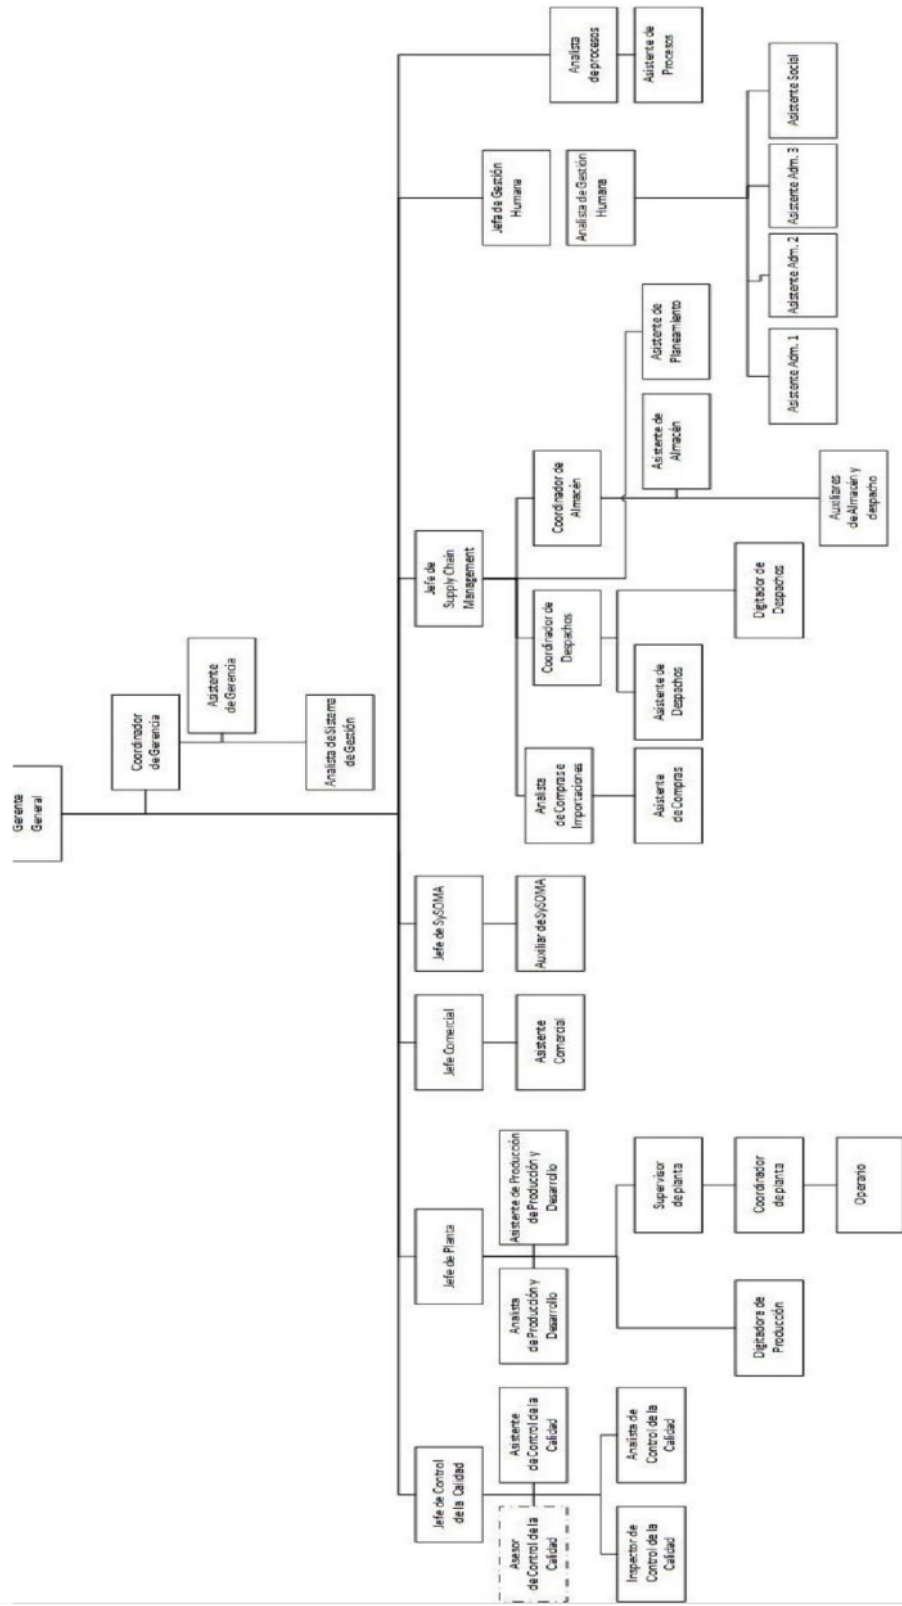 Gerente
General
Coordinador
de Gerencia
Asistente
de Gerencia
Analista de Sistema
de Gestión
Jefe de Control
de la Calidad
Jefe de Planta
Jefe Comercial
Jefe de SySOMA
Jefe de
Supply Chain
Management
Jefa de Gestión
Humana
Analista
de procesos
Asesor
de Control de la
Calidad
Asistente
de Control de la
Calidad
Inspector de
Control de la
Calidad
Analista de
Control de la
Calidad
Analista
de Producción y
Desarrollo
Asistente de Producción
de Producción y
Desarrollo
Digitadora de
Producción
Supervisor
de planta
Coordinador
de planta
Operario
Asistente
Comercial
Auxiliar de SySOMA
Analista
de Compras e
Importaciones
Asistente
de Compras
Coordinador de
Despachos
Asistente de
Despachos
Digitador de
Despachos
Coordinador de
Almacén
Asistente de
Almacén
Auxiliares
de Almacén y
despacho
Asistente de
Planeamiento
Analista de Gestión
Humana
Asistente Adm. 1
Asistente Adm. 2
Asistente Adm. 3
Asistente Social
Asistente de
Procesos